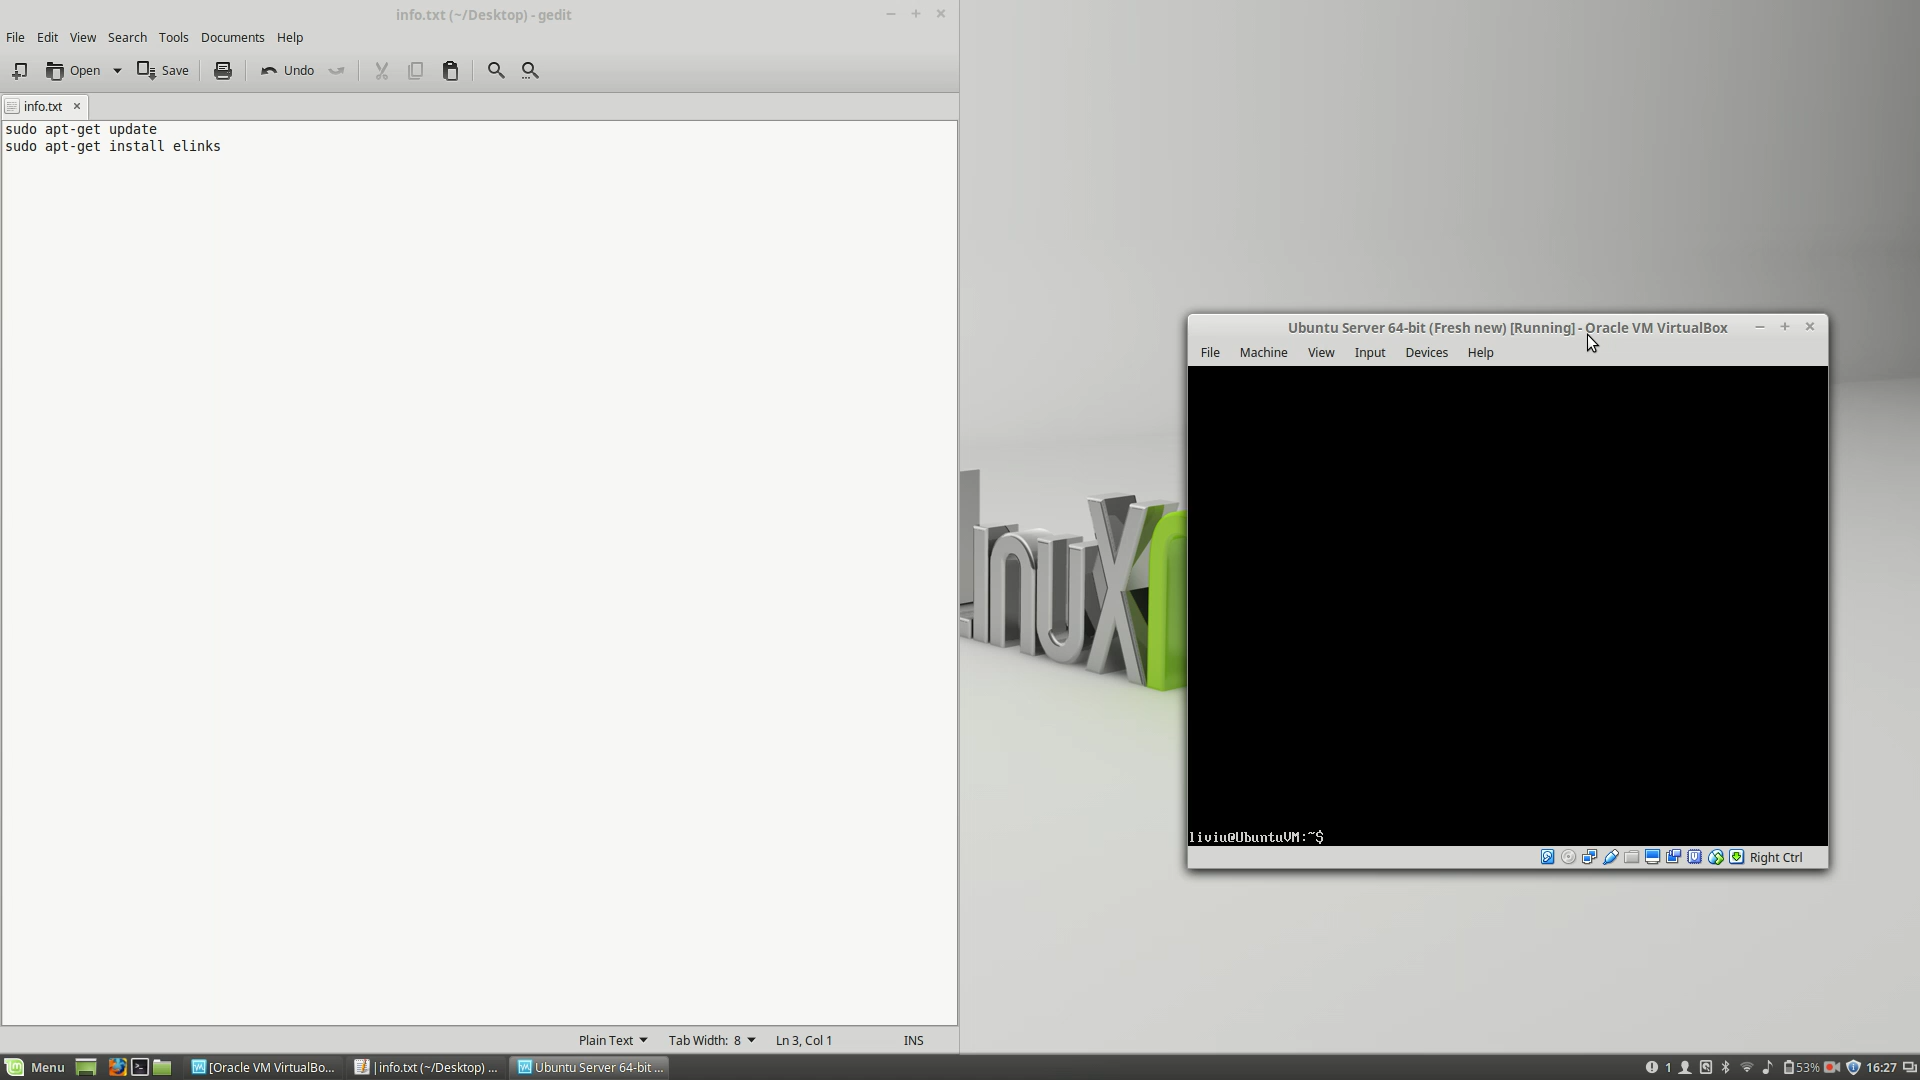 info.txt (~/Desktop) - gedit
File Edit View Search Tools Documents Help
Open Save Undo
info.txt
sudo apt-get update
sudo apt-get install elinks
Linux
Ubuntu Server 64-bit (Fresh new) [Running] - Oracle VM VirtualBox
File Machine View Input Devices Help
liviu@UbuntuVM:~$
Right Ctrl
Plain Text Tab Width: 8 Ln 3, Col 1 INS
Menu [Oracle VM VirtualBo... info.txt (~/Desktop) ... Ubuntu Server 64-bit ... 1 53% 16:27